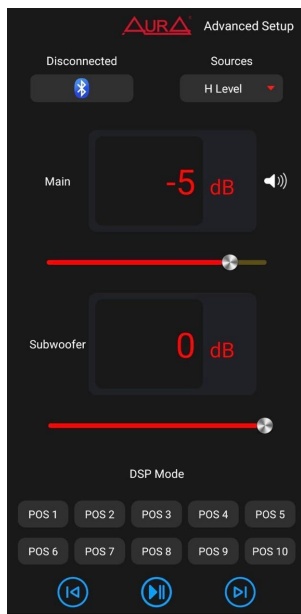 AURA Advanced Setup
Disconnected Sources
H Level
Main -5 dB
Subwoofer 0 dB
DSP Mode
POS 1 POS 2 POS 3 POS 4 POS 5
POS 6 POS 7 POS 8 POS 9 POS 10